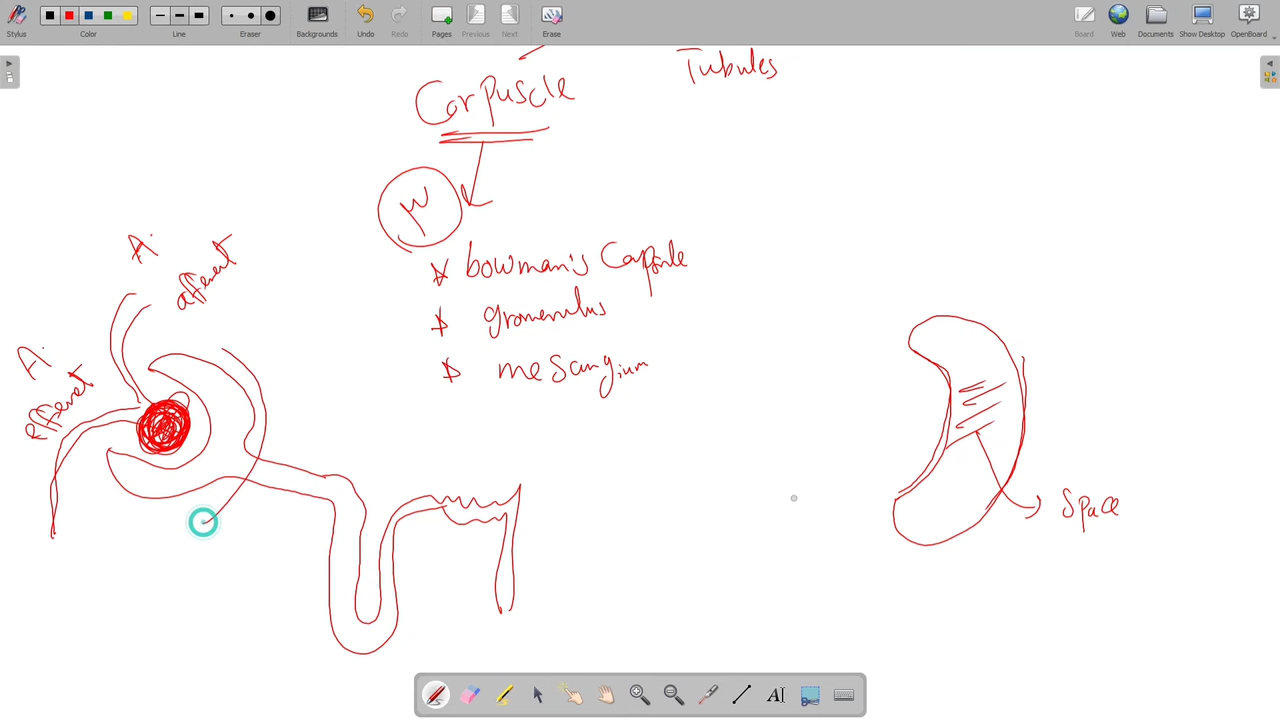 Stylus
Color
Line
Eraser
Backgrounds
Undo
Redo
Pages
Previous
Next
Erase
Board
Web
Documents
Show Desktop
OpenBoard
Tubules
Corpuscle
* bowman's Capsule
* gromerulus
* mesangium
A.
afferent
A.
Efferent
Space